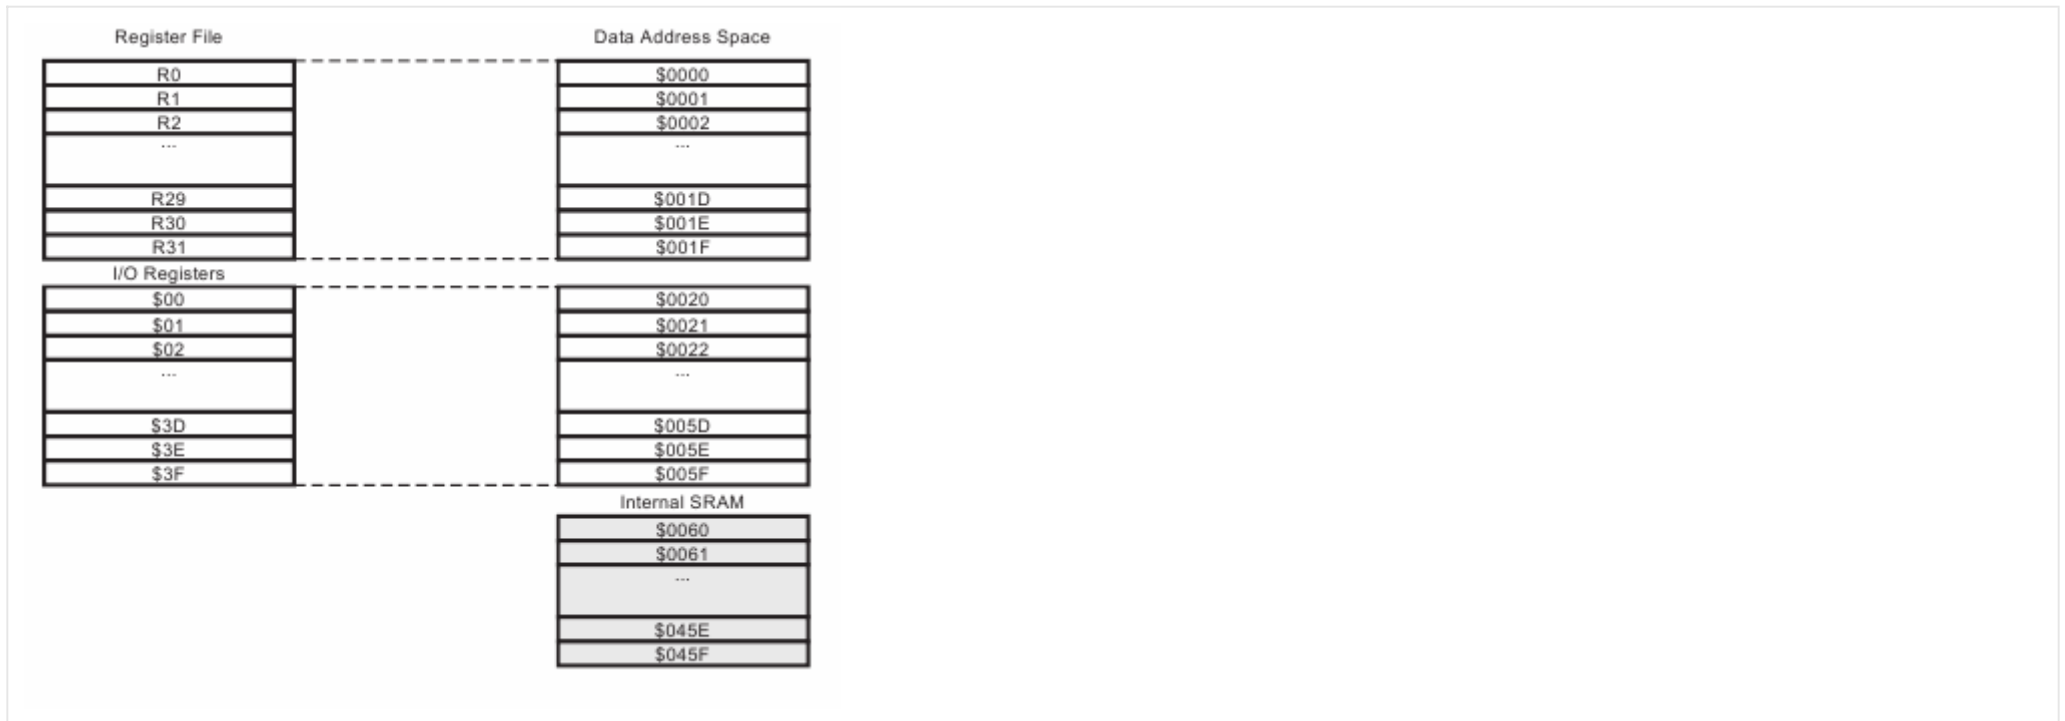 Register File Data Address Space
R0 $0000
R1 $0001
R2 $0002
... ...
R29 $001D
R30 $001E
R31 $001F
I/O Registers
$00 $0020
$01 $0021
$02 $0022
... ...
$3D $005D
$3E $005E
$3F $005F
Internal SRAM
$0060
$0061
...
$045E
$045F